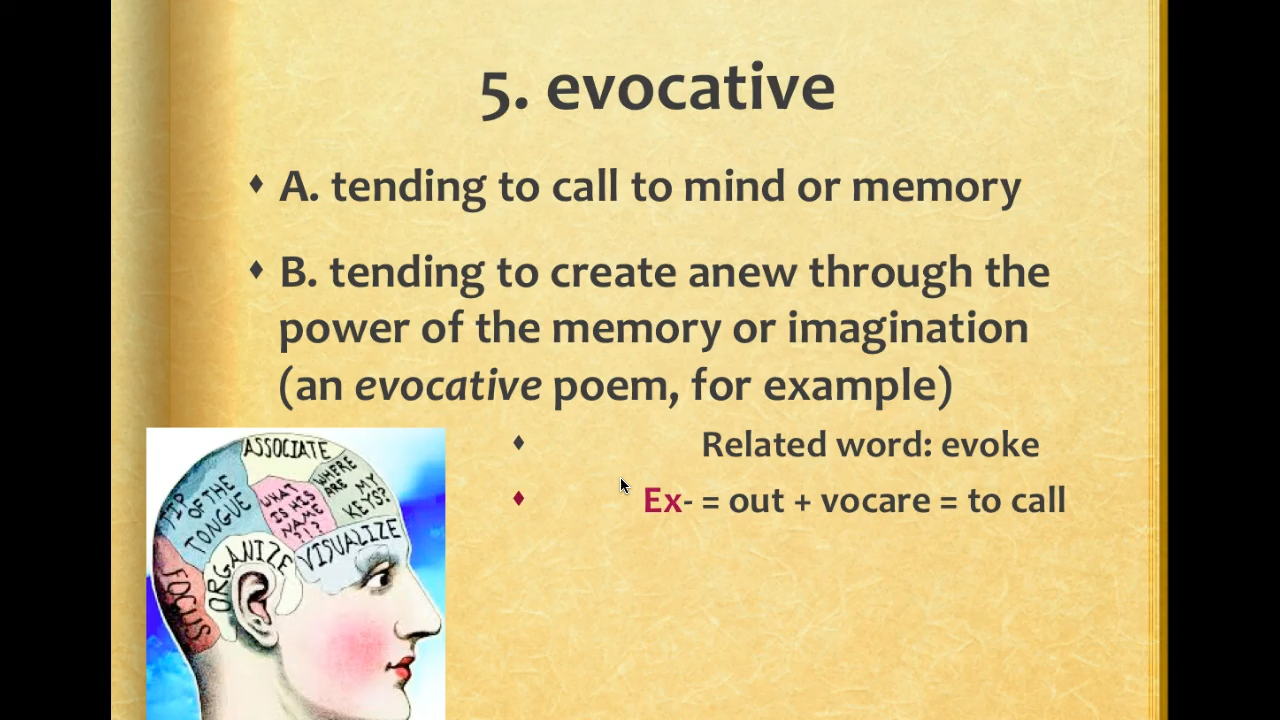 5. evocative
♦ A. tending to call to mind or memory
♦ B. tending to create anew through the
power of the memory or imagination
(an evocative poem, for example)
♦ Related word: evoke
♦ Ex- = out + vocare = to call
ASSOCIATE
TIP
OF THE
TONGUE
WHAT
IS HIS
NAME
?!?
WHERE
ARE MY
KEYS?
ORGANIZE
VISUALIZE
FOCUS